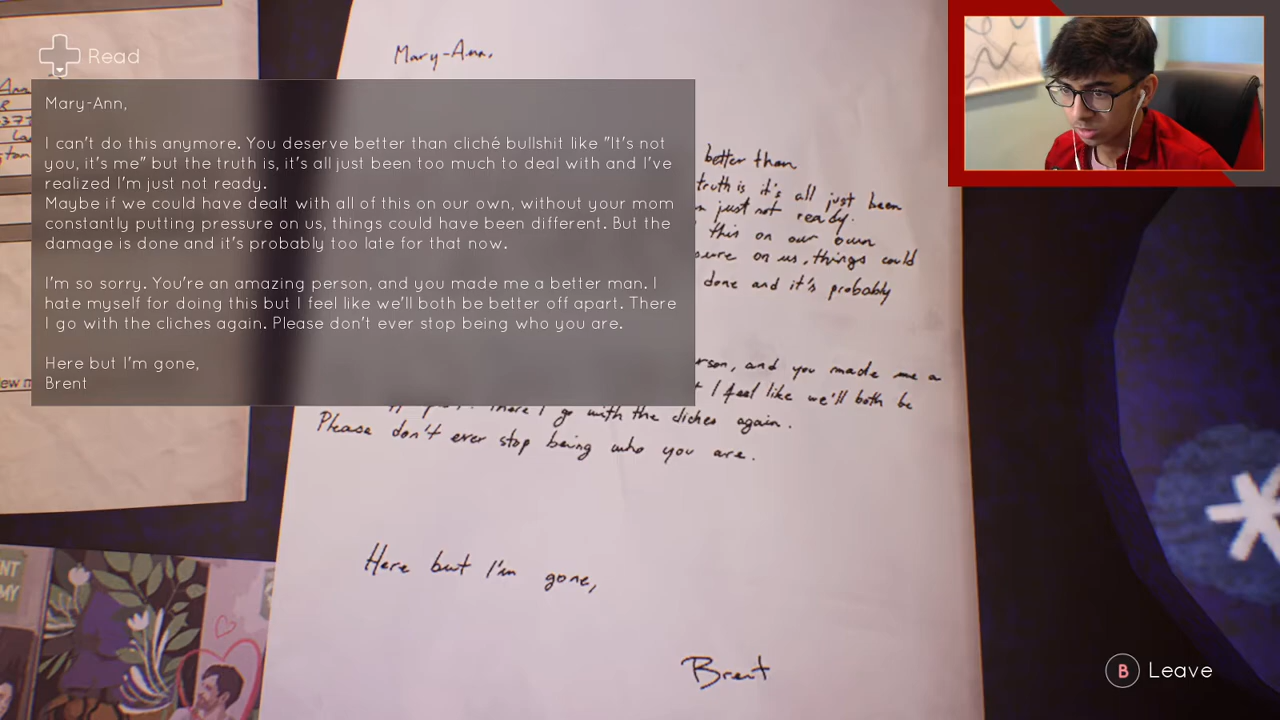 Read
Mary-Ann,
I can't do this anymore. You deserve better than cliché bullshit like "It's not
you, it's me" but the truth is, it's all just been too much to deal with and I've
realized I'm just not ready.
Maybe if we could have dealt with all of this on our own, without your mom
constantly putting pressure on us, things could have been different. But the
damage is done and it's probably too late for that now.
I'm so sorry. You're an amazing person, and you made me a better man. I
hate myself for doing this but I feel like we'll both be better off apart. There
I go with the cliches again. Please don't ever stop being who you are.
Here but I'm gone,
Brent
Mary-Ann,
better than
truth is it's all just been
just not ready.
this on our own
on us, things could
done and it's probably
and you made me a
I feel like we'll both be
There I go with the cliches again.
Please don't ever stop being who you are.
Here but I'm gone,
Brent
B Leave